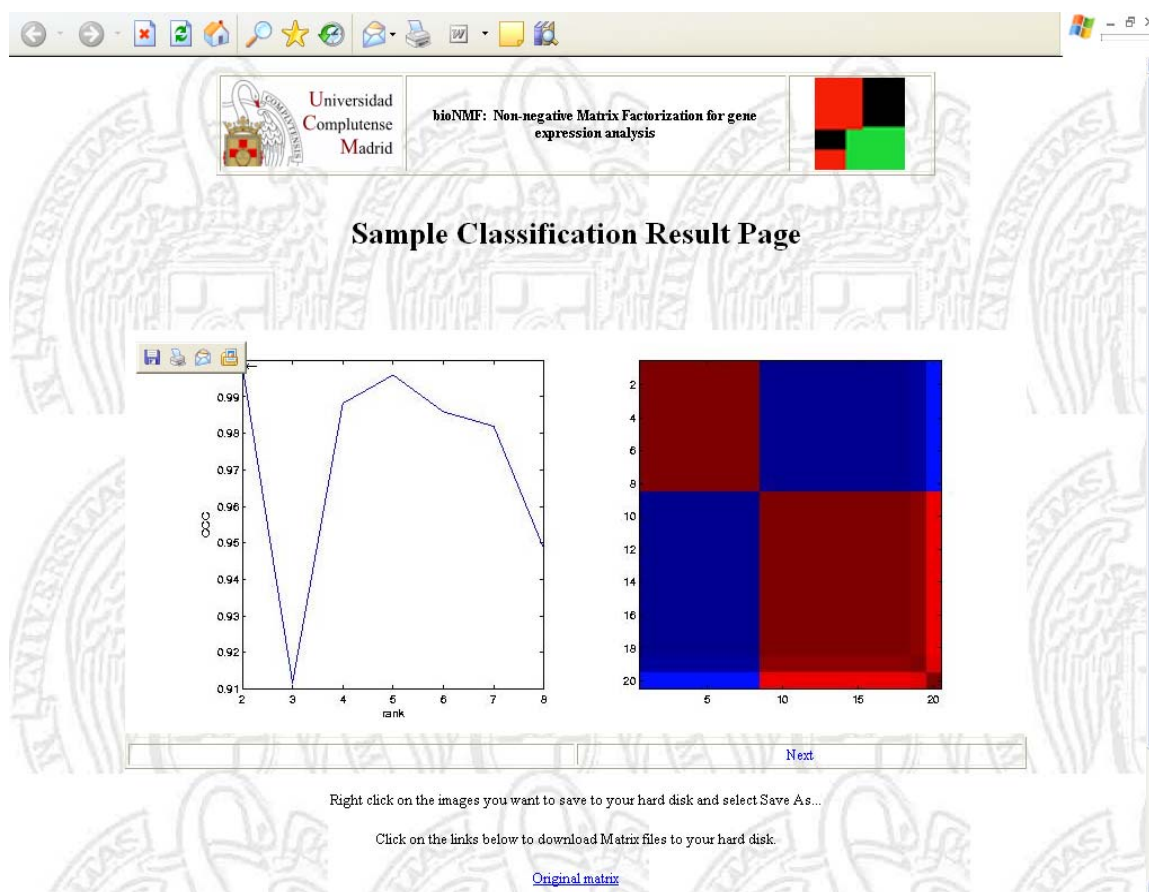 Universidad
Complutense
Madrid
bioNMF: Non-negative Matrix Factorization for gene
expression analysis
Sample Classification Result Page
0.99
0.98
0.97
0.96
0.95
0.94
0.93
0.92
0.91
CCC
2 3 4 5 6 7 8
rank
2
4
6
8
10
12
14
16
18
20
5 10 15 20
Next
Right click on the images you want to save to your hard disk and select Save As...
Click on the links below to download Matrix files to your hard disk.
Original matrix